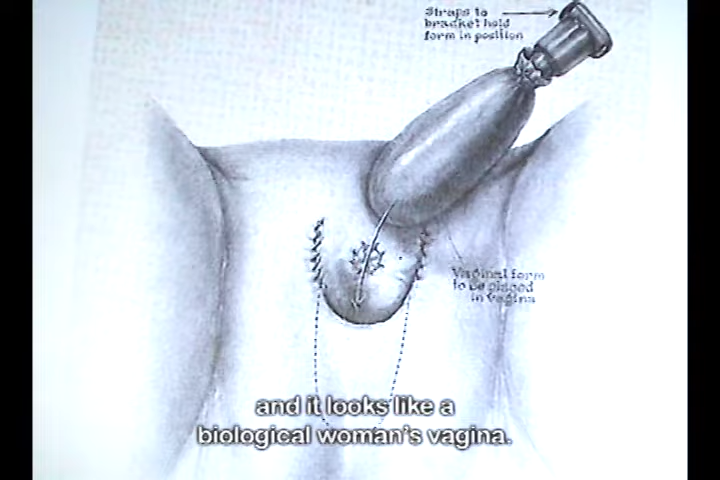 Straps to
bracket hold
form in position
Vaginal form
to be placed
in vagina
and it looks like a
biological woman's vagina.